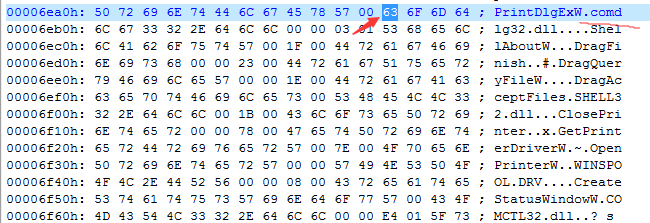 00006ea0h: 50 72 69 6E 74 44 6C 67 45 78 57 00 63 6F 6D 64 ; PrintDlgExW.comd
00006eb0h: 6C 67 33 32 2E 64 6C 6C 00 00 03 01 53 68 65 6C ; lg32.dll....Shel
00006ec0h: 6C 41 62 6F 75 74 57 00 1F 00 44 72 61 67 46 69 ; lAboutW...DragFi
00006ed0h: 6E 69 73 68 00 00 23 00 44 72 61 67 51 75 65 72 ; nish..#.DragQuer
00006ee0h: 79 46 69 6C 65 57 00 00 1E 00 44 72 61 67 41 63 ; yFileW....DragAc
00006ef0h: 63 65 70 74 46 69 6C 65 73 00 53 48 45 4C 4C 33 ; ceptFiles.SHELL3
00006f00h: 32 2E 64 6C 6C 00 1B 00 43 6C 6F 73 65 50 72 69 ; 2.dll...ClosePri
00006f10h: 6E 74 65 72 00 00 78 00 47 65 74 50 72 69 6E 74 ; nter..x.GetPrint
00006f20h: 65 72 44 72 69 76 65 72 57 00 7E 00 4F 70 65 6E ; erDriverW.~.Open
00006f30h: 50 72 69 6E 74 65 72 57 00 00 57 49 4E 53 50 4F ; PrinterW..WINSPO
00006f40h: 4F 4C 2E 44 52 56 00 00 08 00 43 72 65 61 74 65 ; OL.DRV....Create
00006f50h: 53 74 61 74 75 73 57 69 6E 64 6F 77 57 00 43 4F ; StatusWindowW.CO
00006f60h: 4D 43 54 4C 33 32 2E 64 6C 6C 00 00 E4 01 5F 73 ; MCTL32.dll..? s